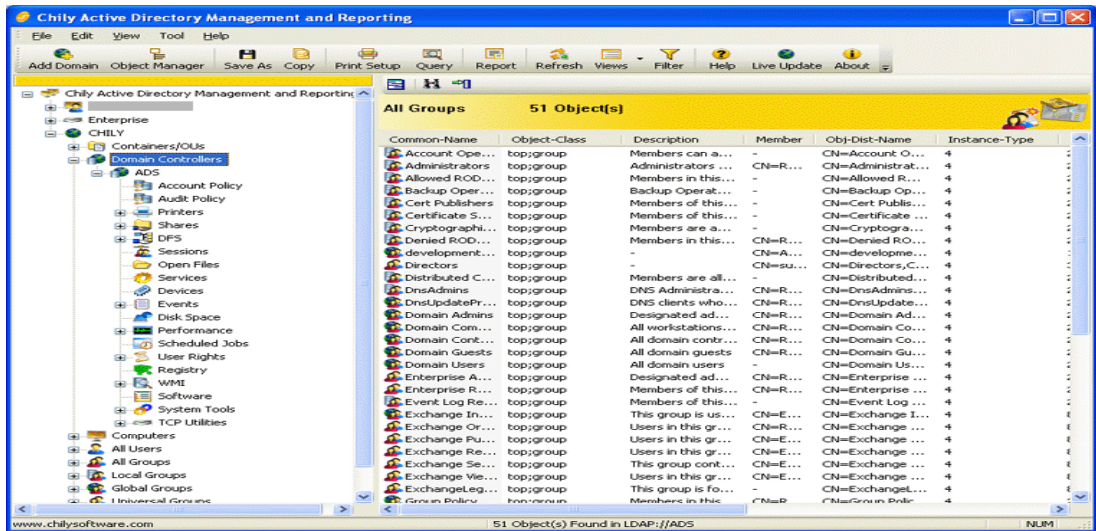 Chily Active Directory Management and Reporting
File Edit View Tool Help
Add Domain Object Manager Save As Copy Print Setup Query Report Refresh Views Filter Help Live Update About
Chily Active Directory Management and Reporting
Enterprise
CHILY
Containers/OUs
Domain Controllers
ADS
Account Policy
Audit Policy
Printers
Shares
DFS
Sessions
Open Files
Services
Devices
Events
Disk Space
Performance
Scheduled Jobs
User Rights
Registry
WMI
Software
System Tools
TCP Utilities
Computers
All Users
All Groups
Local Groups
Global Groups
Universal Groups
All Groups 51 Object(s)
Common-Name Object-Class Description Member Obj-Dist-Name Instance-Type
Account Ope... top;group Members can a... - CN=Account O... 4
Administrators top;group Administrators ... CN=R... CN=Administrat... 4
Allowed ROD... top;group Members in this... - CN=Allowed R... 4
Backup Oper... top;group Backup Operat... - CN=Backup Op... 4
Cert Publishers top;group Members of this... - CN=Cert Publis... 4
Certificate S... top;group Members of this... - CN=Certificate ... 4
Cryptographi... top;group Members are a... - CN=Cryptogra... 4
Denied ROD... top;group Members in this... CN=R... CN=Denied RO... 4
development... top;group - CN=A... CN=developme... 4
Directors top;group - CN=su... CN=Directors,C... 4
Distributed C... top;group Members are all... - CN=Distributed... 4
DnsAdmins top;group DNS Administra... CN=R... CN=DnsAdmins... 4
DnsUpdatePr... top;group DNS clients who... CN=R... CN=DnsUpdate... 4
Domain Admins top;group Designated ad... CN=R... CN=Domain Ad... 4
Domain Com... top;group All workstations... CN=R... CN=Domain Co... 4
Domain Cont... top;group All domain contr... CN=R... CN=Domain Co... 4
Domain Guests top;group All domain guests CN=R... CN=Domain Gu... 4
Domain Users top;group All domain users - CN=Domain Us... 4
Enterprise A... top;group Designated ad... CN=R... CN=Enterprise ... 4
Enterprise R... top;group Members of this... CN=R... CN=Enterprise ... 4
Event Log Re... top;group Members of this... - CN=Event Log ... 4
Exchange In... top;group This group is us... CN=E... CN=Exchange I... 4
Exchange Or... top;group Users in this gr... CN=R... CN=Exchange ... 4
Exchange Pu... top;group Users in this gr... CN=E... CN=Exchange ... 4
Exchange Re... top;group Users in this gr... CN=E... CN=Exchange ... 4
Exchange Se... top;group This group cont... CN=E... CN=Exchange ... 4
Exchange Vie... top;group Users in this gr... CN=E... CN=Exchange ... 4
ExchangeLeg... top;group This group is fo... - CN=ExchangeL... 4
Group Policy top;group Members in this CN=R CN=Group Polic 4
www.chilysoftware.com 51 Object(s) Found in LDAP://ADS NUM